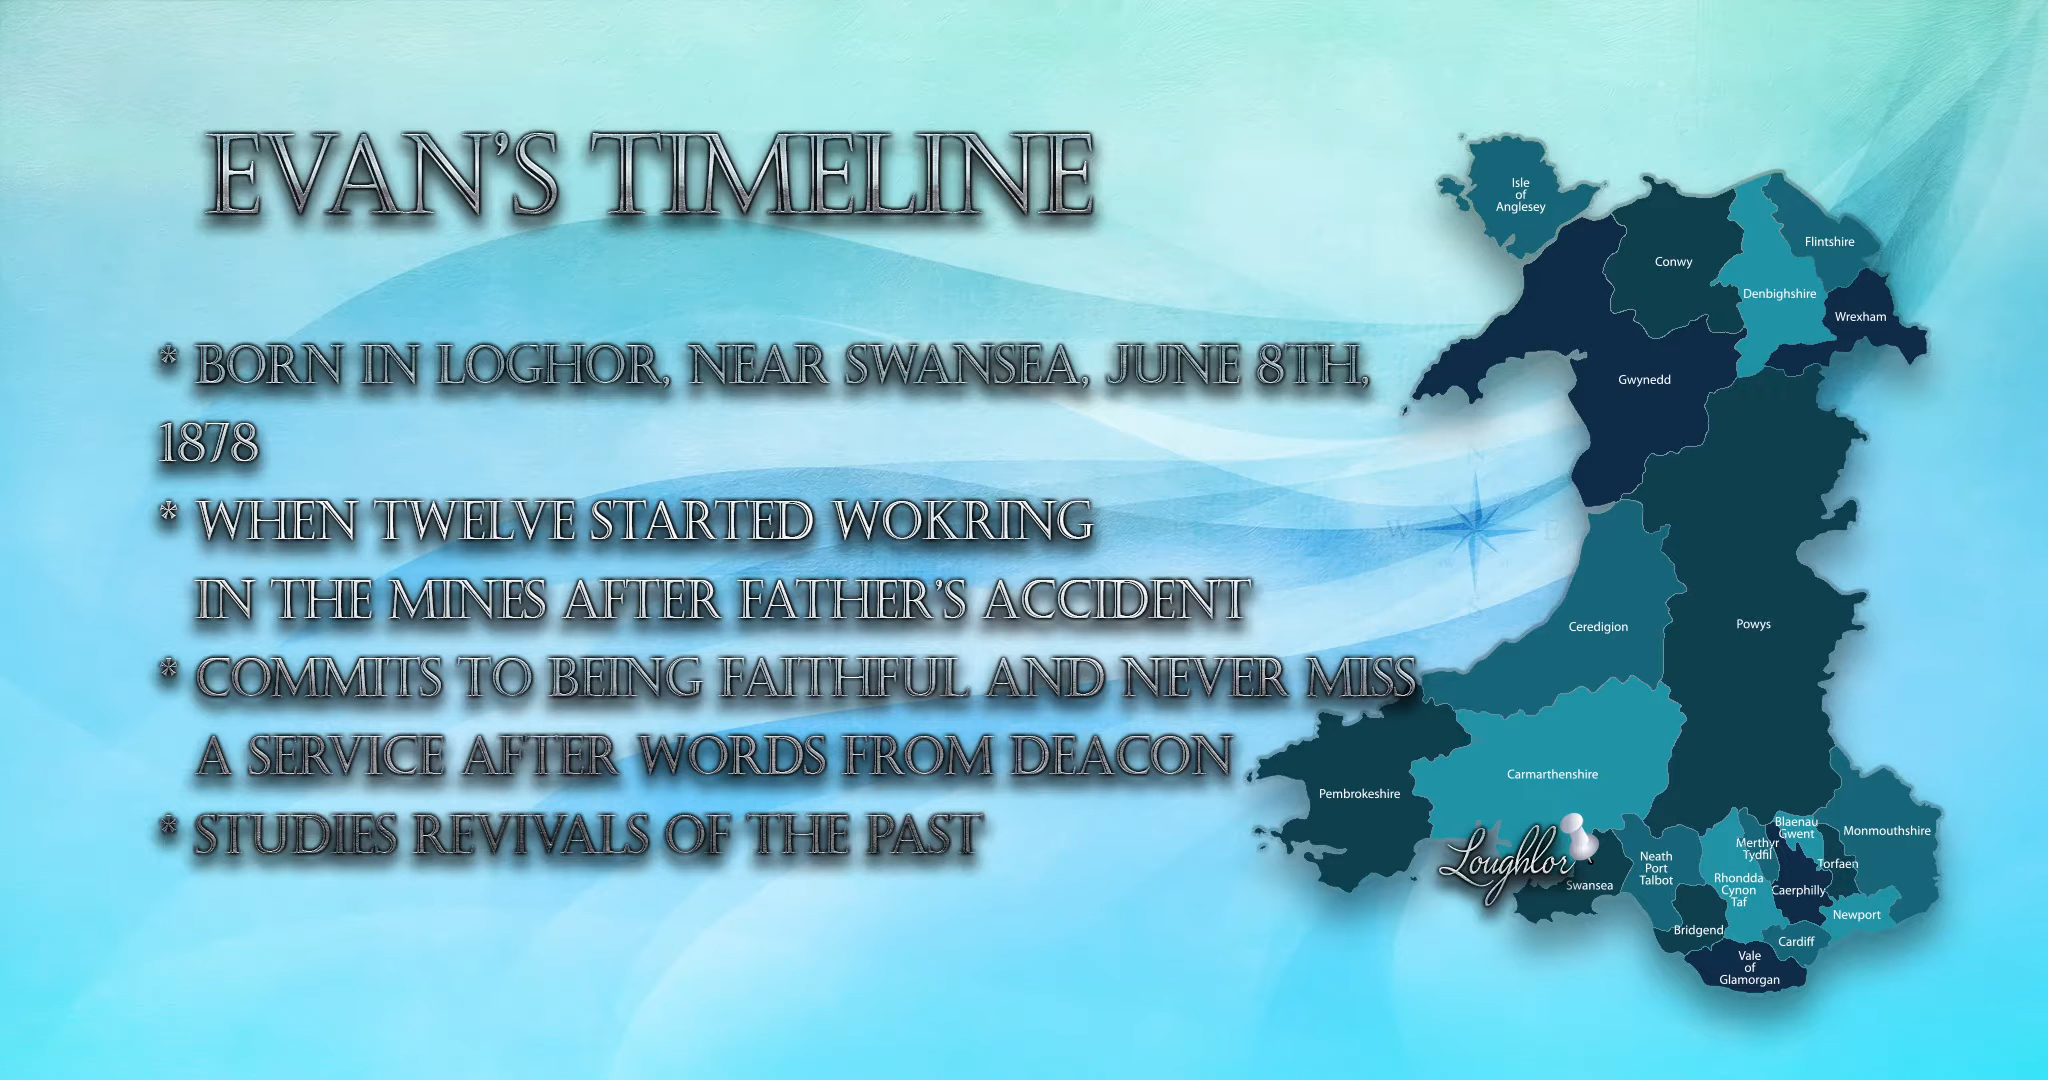 EVAN'S TIMELINE
* BORN IN LOGHOR, NEAR SWANSEA, JUNE 8TH,
1878
* WHEN TWELVE STARTED WOKRING
IN THE MINES AFTER FATHER'S ACCIDENT
* COMMITS TO BEING FAITHFUL AND NEVER MISS
A SERVICE AFTER WORDS FROM DEACON
* STUDIES REVIVALS OF THE PAST
Isle
of
Anglesey
Conwy
Flintshire
Denbighshire
Wrexham
Gwynedd
W
E
S
Ceredigion
Powys
Carmarthenshire
Pembrokeshire
Loughlor
Swansea
Neath
Port
Talbot
Bridgend
Rhondda
Cynon
Taf
Merthyr
Tydfil
Blaenau
Gwent
Caerphilly
Torfaen
Monmouthshire
Newport
Cardiff
Vale
of
Glamorgan